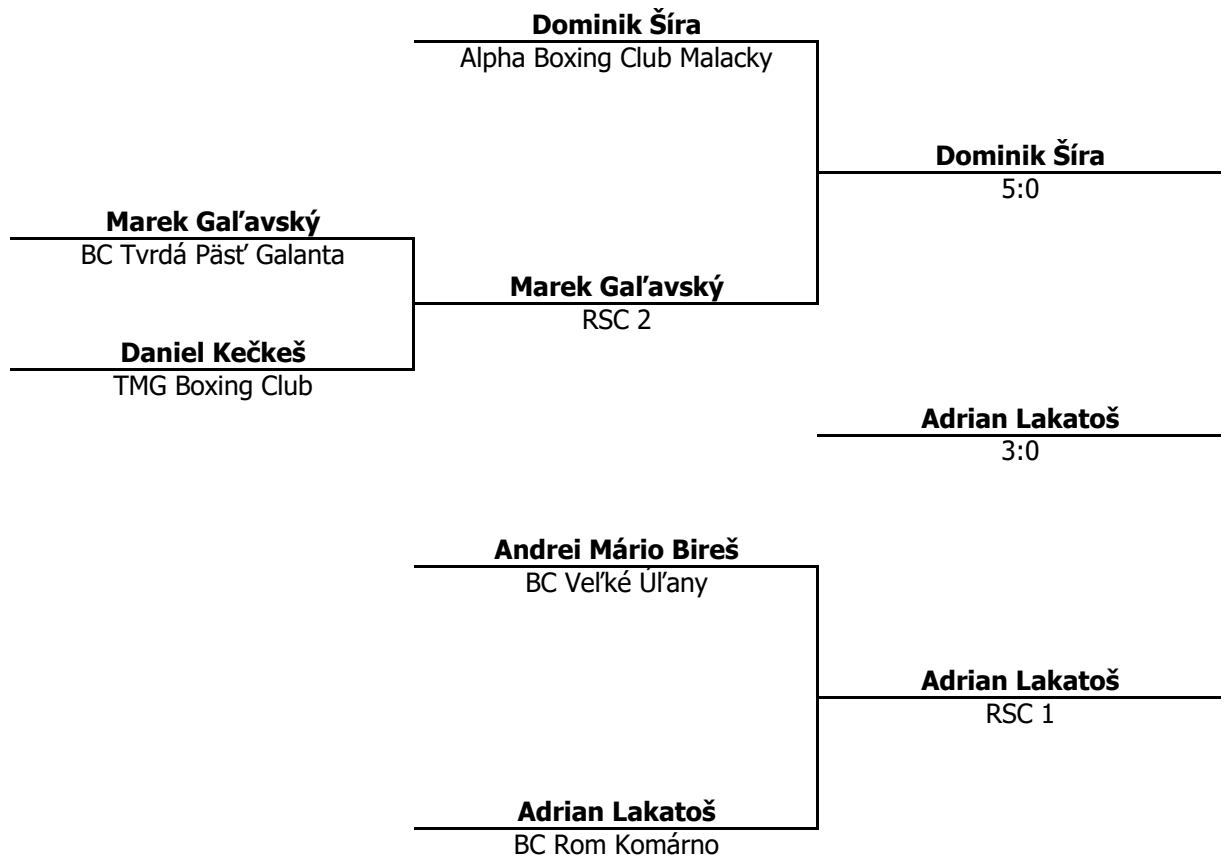 Dominik Šíra
Alpha Boxing Club Malacky
Dominik Šíra
5:0
Marek Gaľavský
BC Tvrdá Päsť Galanta
Marek Gaľavský
RSC 2
Daniel Kečkeš
TMG Boxing Club
Adrian Lakatoš
3:0
Andrei Mário Bireš
BC Veľké Úľany
Adrian Lakatoš
RSC 1
Adrian Lakatoš
BC Rom Komárno